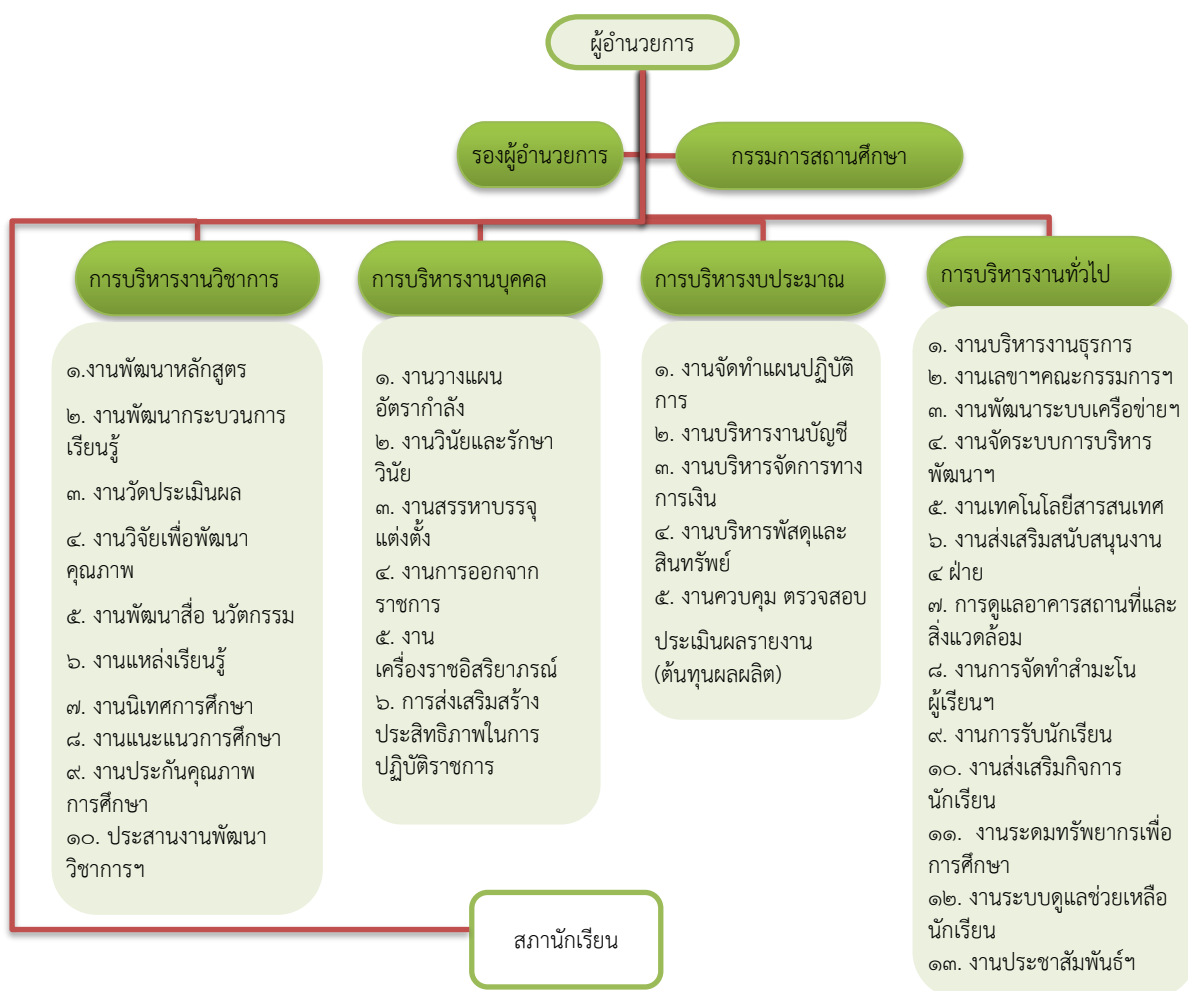 ผู้อำนวยการ
รองผู้อำนวยการ
กรรมการสถานศึกษา
การบริหารงานวิชาการ
๑.งานพัฒนาหลักสูตร
๒. งานพัฒนากระบวนการ
เรียนรู้
๓. งานวัดประเมินผล
๔. งานวิจัยเพื่อพัฒนา
คุณภาพ
๕. งานพัฒนาสื่อ นวัตกรรม
๖. งานแหล่งเรียนรู้
๗. งานนิเทศการศึกษา
๘. งานแนะแนวการศึกษา
๙. งานประกันคุณภาพ
การศึกษา
๑๐. ประสานงานพัฒนา
วิชาการฯ
การบริหารงานบุคคล
๑. งานวางแผน
อัตรากำลัง
๒. งานวินัยและรักษา
วินัย
๓. งานสรรหาบรรจุ
แต่งตั้ง
๔. งานการออกจาก
ราชการ
๕. งาน
เครื่องราชอิสริยาภรณ์
๖. การส่งเสริมสร้าง
ประสิทธิภาพในการ
ปฏิบัติราชการ
การบริหารงบประมาณ
๑. งานจัดทำแผนปฏิบัติ
การ
๒. งานบริหารงานบัญชี
๓. งานบริหารจัดการทาง
การเงิน
๔. งานบริหารพัสดุและ
สินทรัพย์
๕. งานควบคุม ตรวจสอบ
ประเมินผลรายงาน
(ต้นทุนผลผลิต)
การบริหารงานทั่วไป
๑. งานบริหารงานธุรการ
๒. งานเลขาฯคณะกรรมการฯ
๓. งานพัฒนาระบบเครือข่ายฯ
๔. งานจัดระบบการบริหาร
พัฒนาฯ
๕. งานเทคโนโลยีสารสนเทศ
๖. งานส่งเสริมสนับสนุนงาน
๔ ฝ่าย
๗. การดูแลอาคารสถานที่และ
สิ่งแวดล้อม
๘. งานการจัดทำสำมะโน
ผู้เรียนฯ
๙. งานการรับนักเรียน
๑๐. งานส่งเสริมกิจการ
นักเรียน
๑๑. งานระดมทรัพยากรเพื่อ
การศึกษา
๑๒. งานระบบดูแลช่วยเหลือ
นักเรียน
๑๓. งานประชาสัมพันธ์ฯ
สภานักเรียน